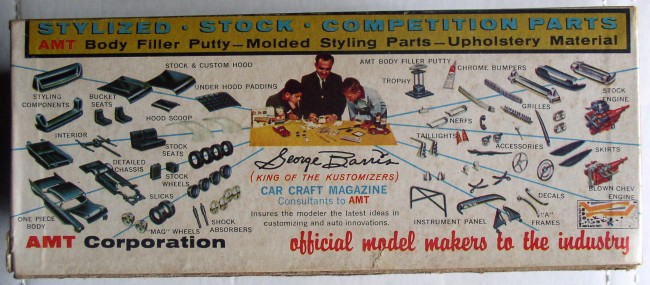 STYLIZED · STOCK · COMPETITION PARTS
AMT Body Filler Putty—Molded Styling Parts—Upholstery Material
STOCK & CUSTOM HOOD
AMT BODY FILLER PUTTY
CHROME BUMPERS
TROPHY
UNDER HOOD PADDING
STYLING
COMPONENTS
BUCKET
SEATS
GRILLES
STOCK
ENGINE
HOOD SCOOP
NERFS
INTERIOR
STOCK
SEATS
TAILLIGHTS
ACCESSORIES
SKIRTS
DETAILED
CHASSIS
STOCK
WHEELS
George Barris
(KING OF THE KUSTOMIZERS)
CAR CRAFT MAGAZINE
Consultants to AMT
Insures the modeler the latest ideas in
customizing and auto innovations.
BLOWN CHEV
ENGINE
SLICKS
DECALS
ONE PIECE
BODY
"MAG" WHEELS
SHOCK
ABSORBERS
INSTRUMENT PANEL
"A"
FRAMES
AMT Corporation
official model makers to the industry